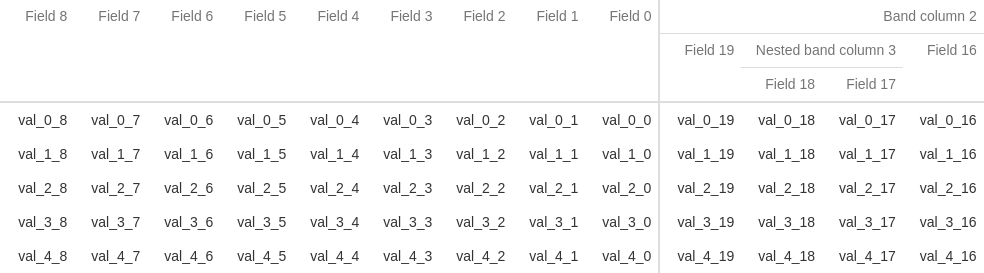 Field 8 Field 7 Field 6 Field 5 Field 4 Field 3 Field 2 Field 1 Field 0 Band column 2
Field 19 Nested band column 3 Field 16
Field 18 Field 17
val_0_8 val_0_7 val_0_6 val_0_5 val_0_4 val_0_3 val_0_2 val_0_1 val_0_0 val_0_19 val_0_18 val_0_17 val_0_16
val_1_8 val_1_7 val_1_6 val_1_5 val_1_4 val_1_3 val_1_2 val_1_1 val_1_0 val_1_19 val_1_18 val_1_17 val_1_16
val_2_8 val_2_7 val_2_6 val_2_5 val_2_4 val_2_3 val_2_2 val_2_1 val_2_0 val_2_19 val_2_18 val_2_17 val_2_16
val_3_8 val_3_7 val_3_6 val_3_5 val_3_4 val_3_3 val_3_2 val_3_1 val_3_0 val_3_19 val_3_18 val_3_17 val_3_16
val_4_8 val_4_7 val_4_6 val_4_5 val_4_4 val_4_3 val_4_2 val_4_1 val_4_0 val_4_19 val_4_18 val_4_17 val_4_16